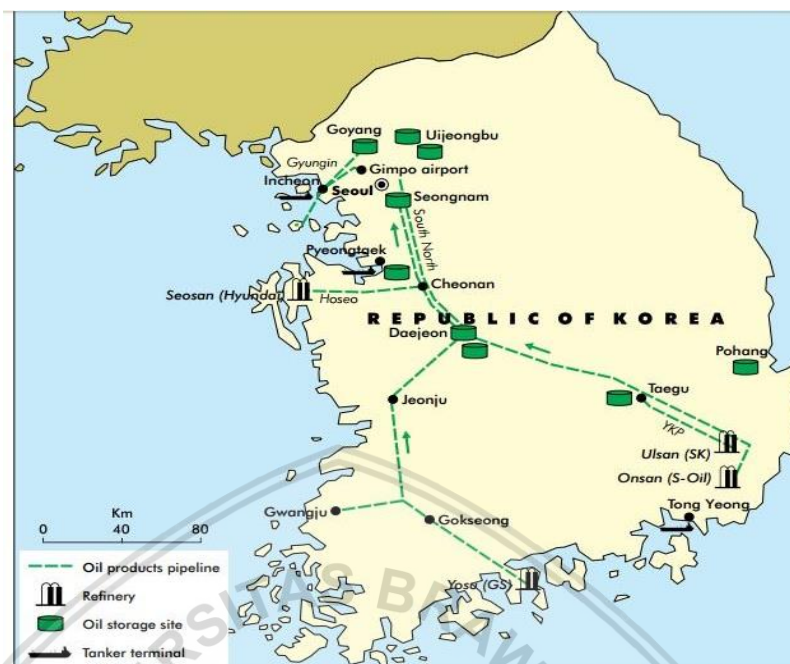 Goyang
Uijeongbu
Gyungin
Gimpo airport
Incheon
Seoul
Seongnam
South North
Pyeongtaek
Cheonan
Seosan (Hyundai)
Hoseo
REPUBLIC OF KOREA
Daejeon
Pohang
Taegu
Jeonju
YKP
Ulsan (SK)
Onsan (S-Oil)
Tong Yeong
Gwangju
Gokseong
Yosu (GS)
Km
0 40 80
Oil products pipeline
Refinery
Oil storage site
Tanker terminal
ERSITAS BRAW